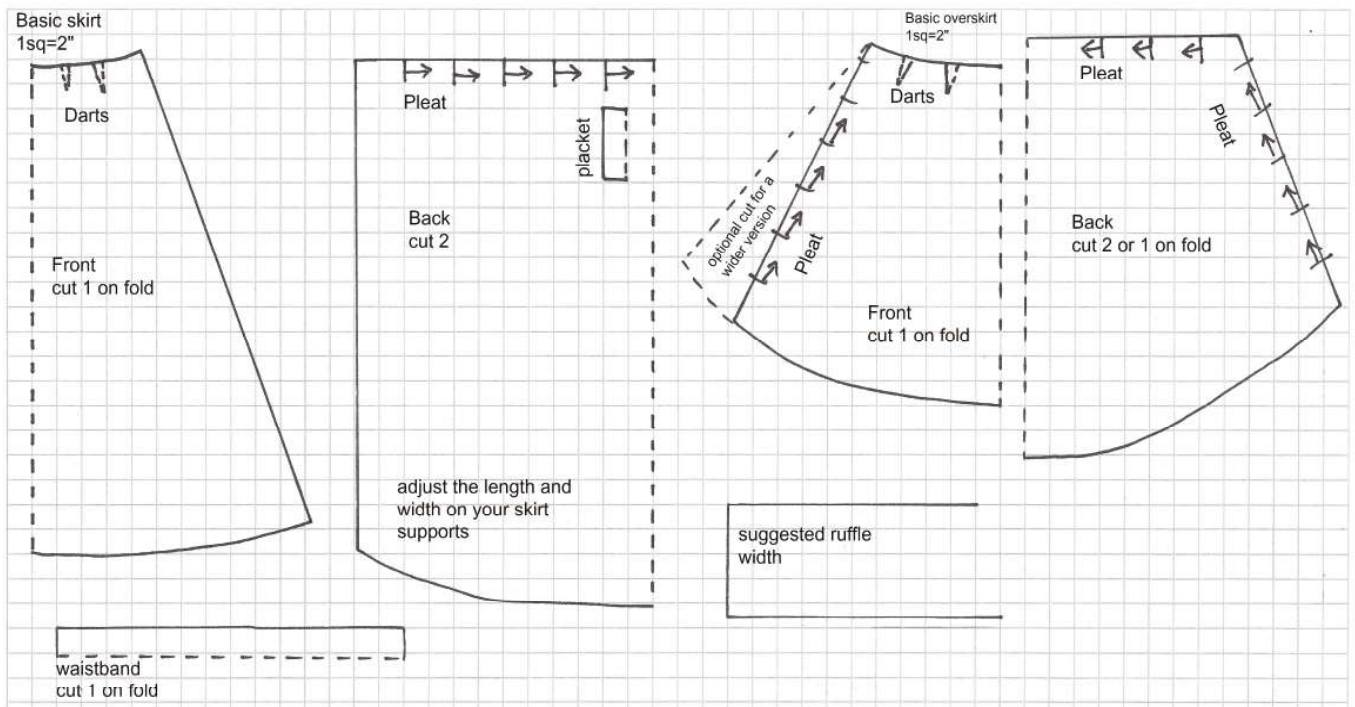 Basic skirt
1sq=2"
Darts
Front
cut 1 on fold
Pleat
placket
Back
cut 2
adjust the length and
width on your skirt
supports
waistband
cut 1 on fold
Basic overskirt
1sq=2"
Darts
optional cut for a
wider version
Pleat
Front
cut 1 on fold
Pleat
Pleat
Back
cut 2 or 1 on fold
suggested ruffle
width